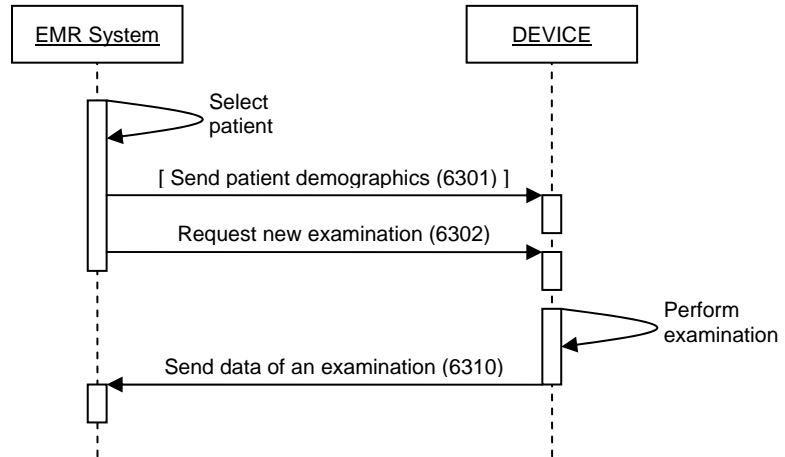 EMR System
DEVICE
Select
patient
[ Send patient demographics (6301) ]
Request new examination (6302)
Perform
examination
Send data of an examination (6310)